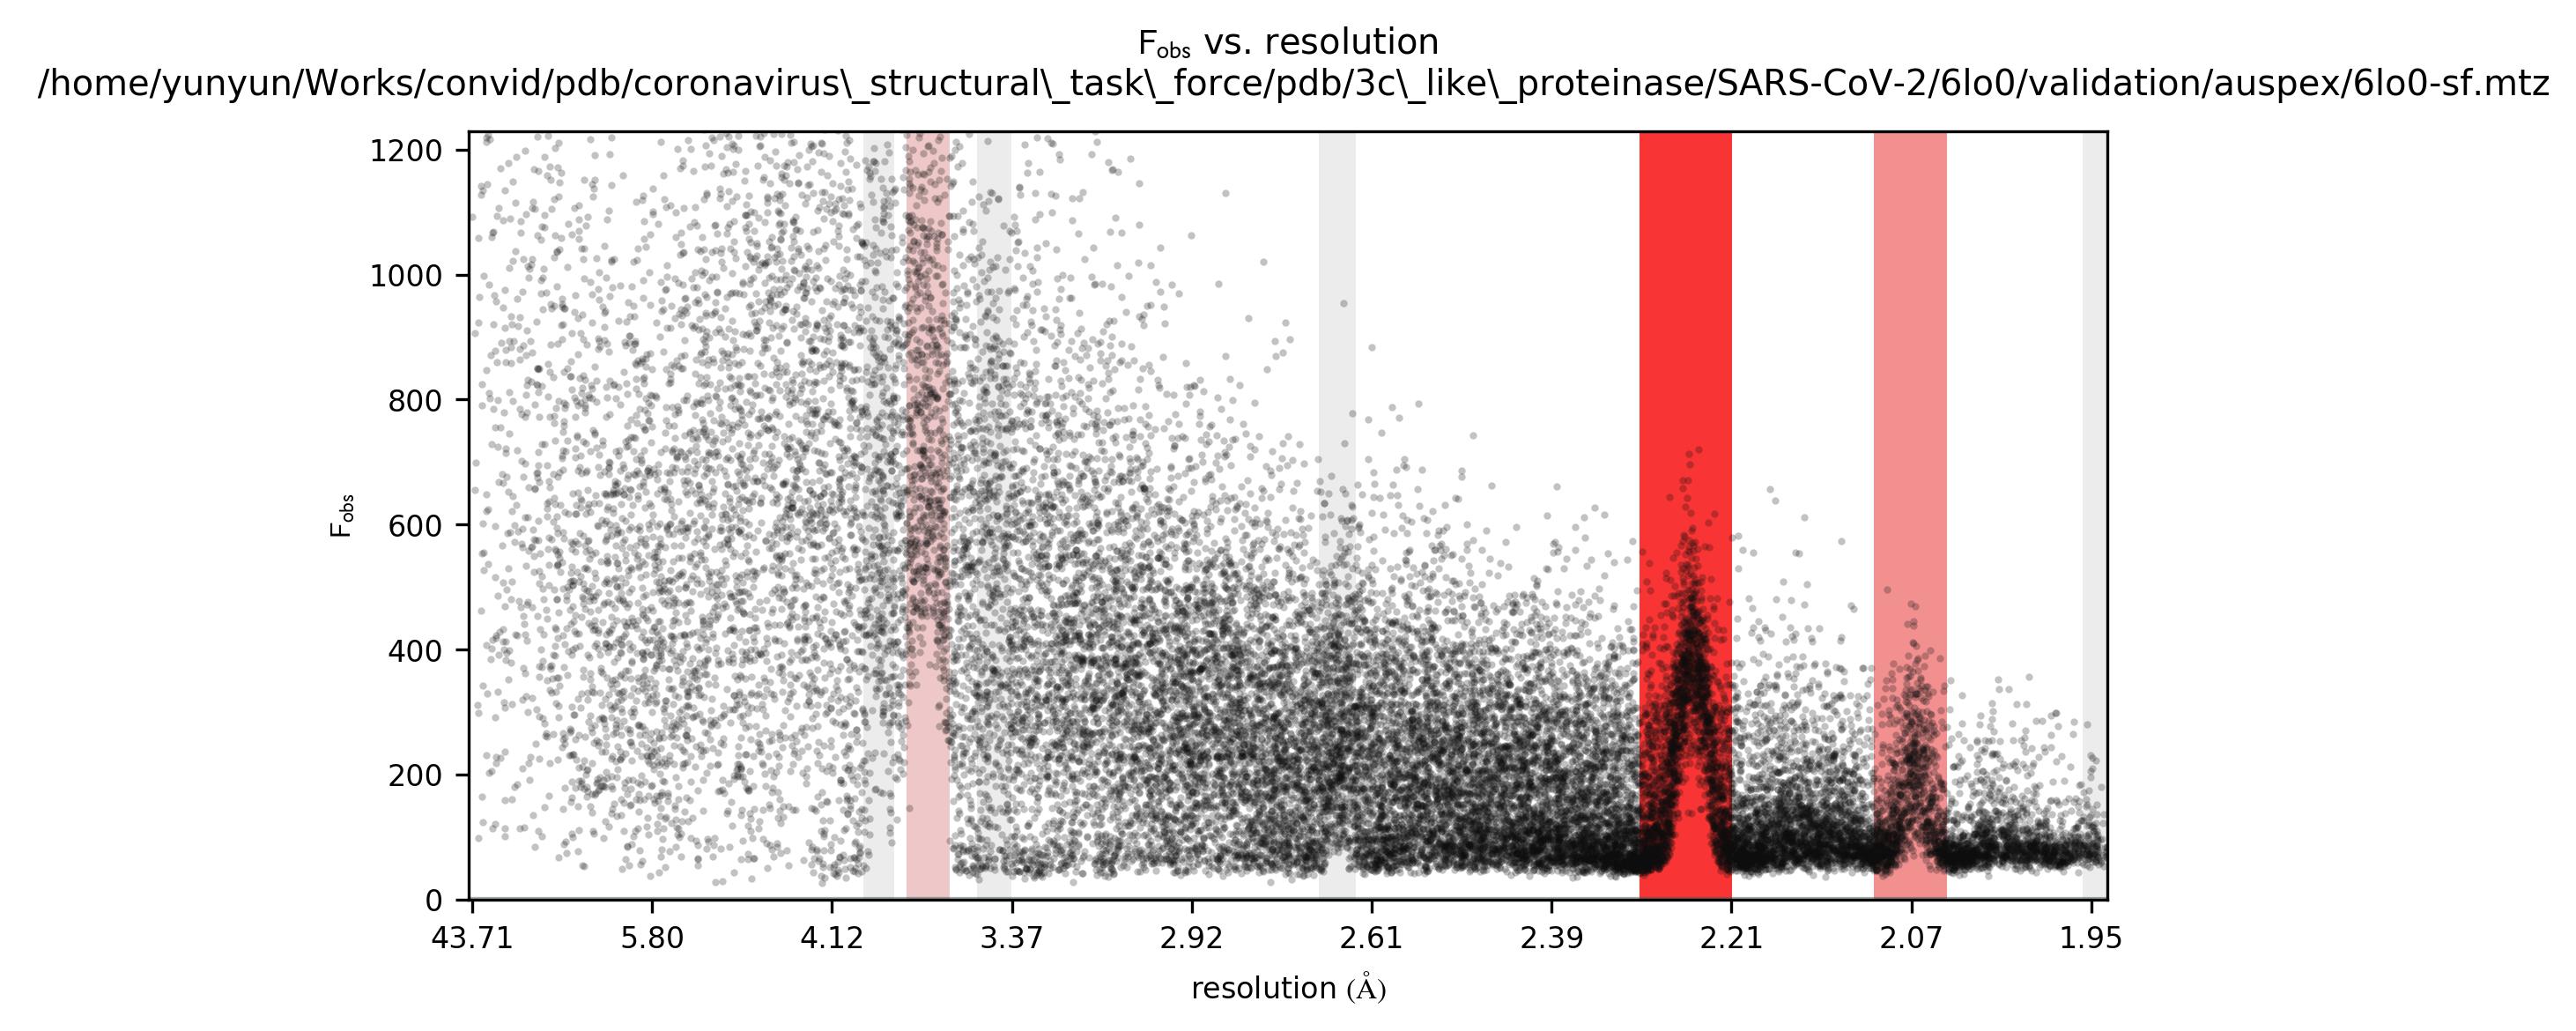 Fobs vs. resolution
/home/yunyun/Works/convid/pdb/coronavirus\_structural\_task\_force/pdb/3c\_like\_proteinase/SARS-CoV-2/6lo0/validation/auspex/6lo0-sf.mtz
1200
1000
800
600
400
200
0
Fobs
43.71 5.80 4.12 3.37 2.92 2.61 2.39 2.21 2.07 1.95
resolution (Å)